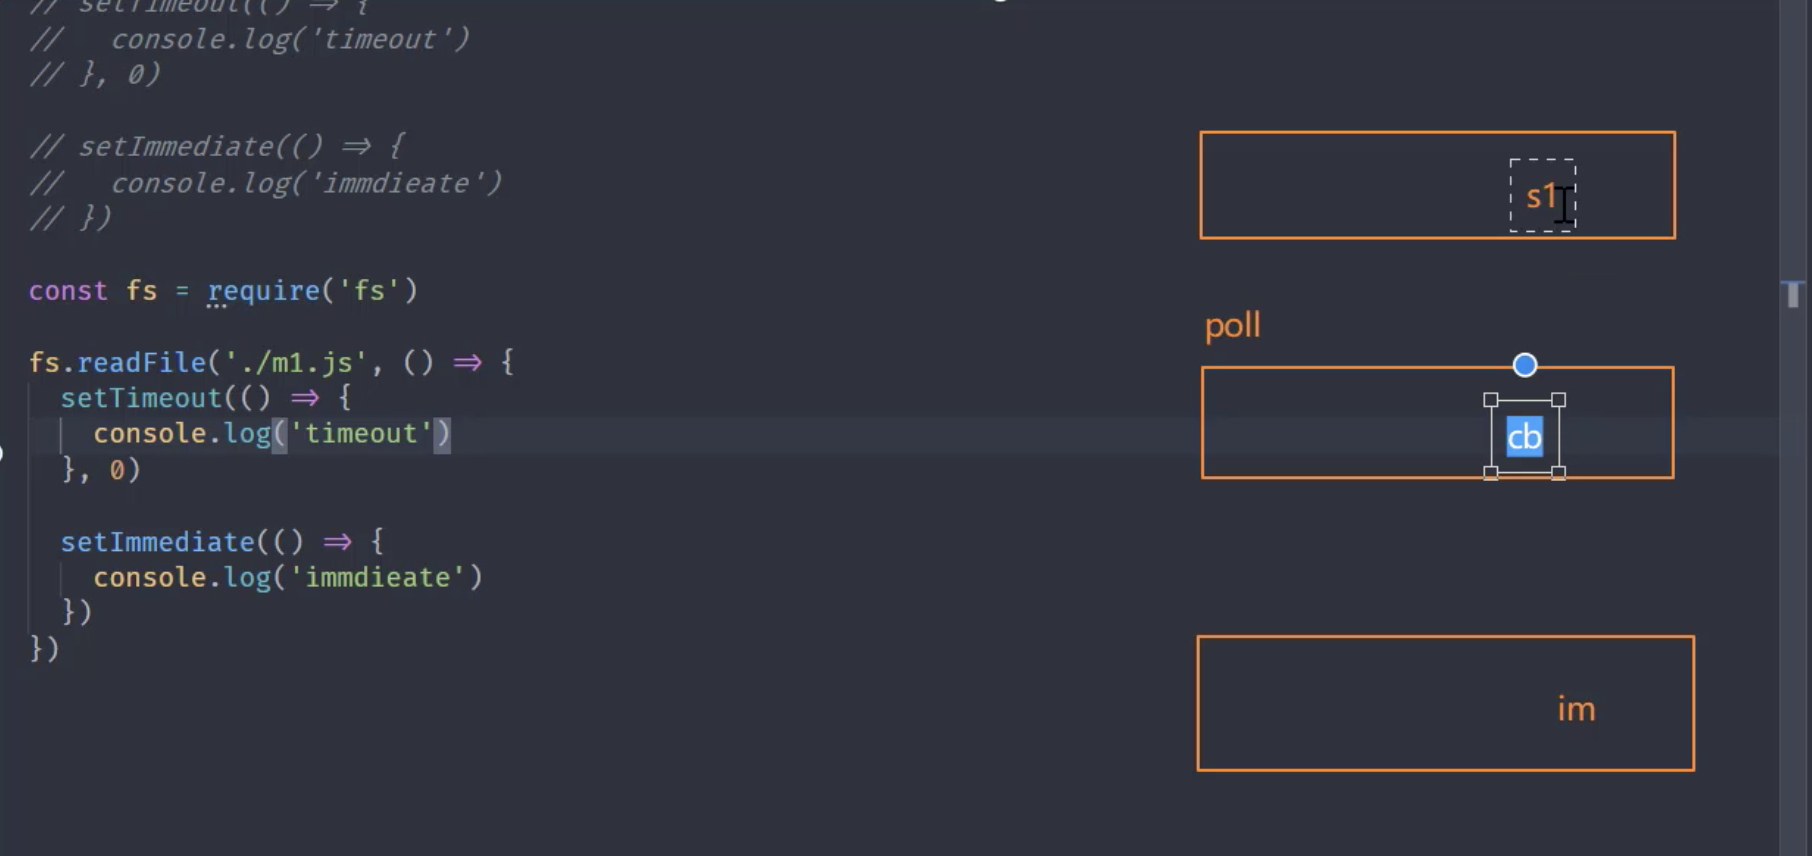 // setTimeout(() => {
//   console.log('timeout')
// }, 0)
// setImmediate(() => {
//   console.log('immdieate')
// })
const fs = require('fs')
fs.readFile('./m1.js', () => {
  setTimeout(() => {
    console.log('timeout')
  }, 0)
  setImmediate(() => {
    console.log('immdieate')
  })
})
s1
poll
cb
im